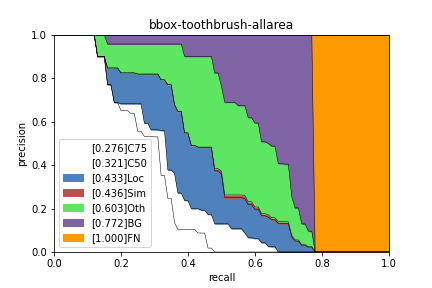 bbox-toothbrush-allarea
1.0
0.8
0.6
0.4
0.2
0.0
precision
[0.276]C75
[0.321]C50
[0.433]Loc
[0.436]Sim
[0.603]Oth
[0.772]BG
[1.000]FN
0.0 0.2 0.4 0.6 0.8 1.0
recall